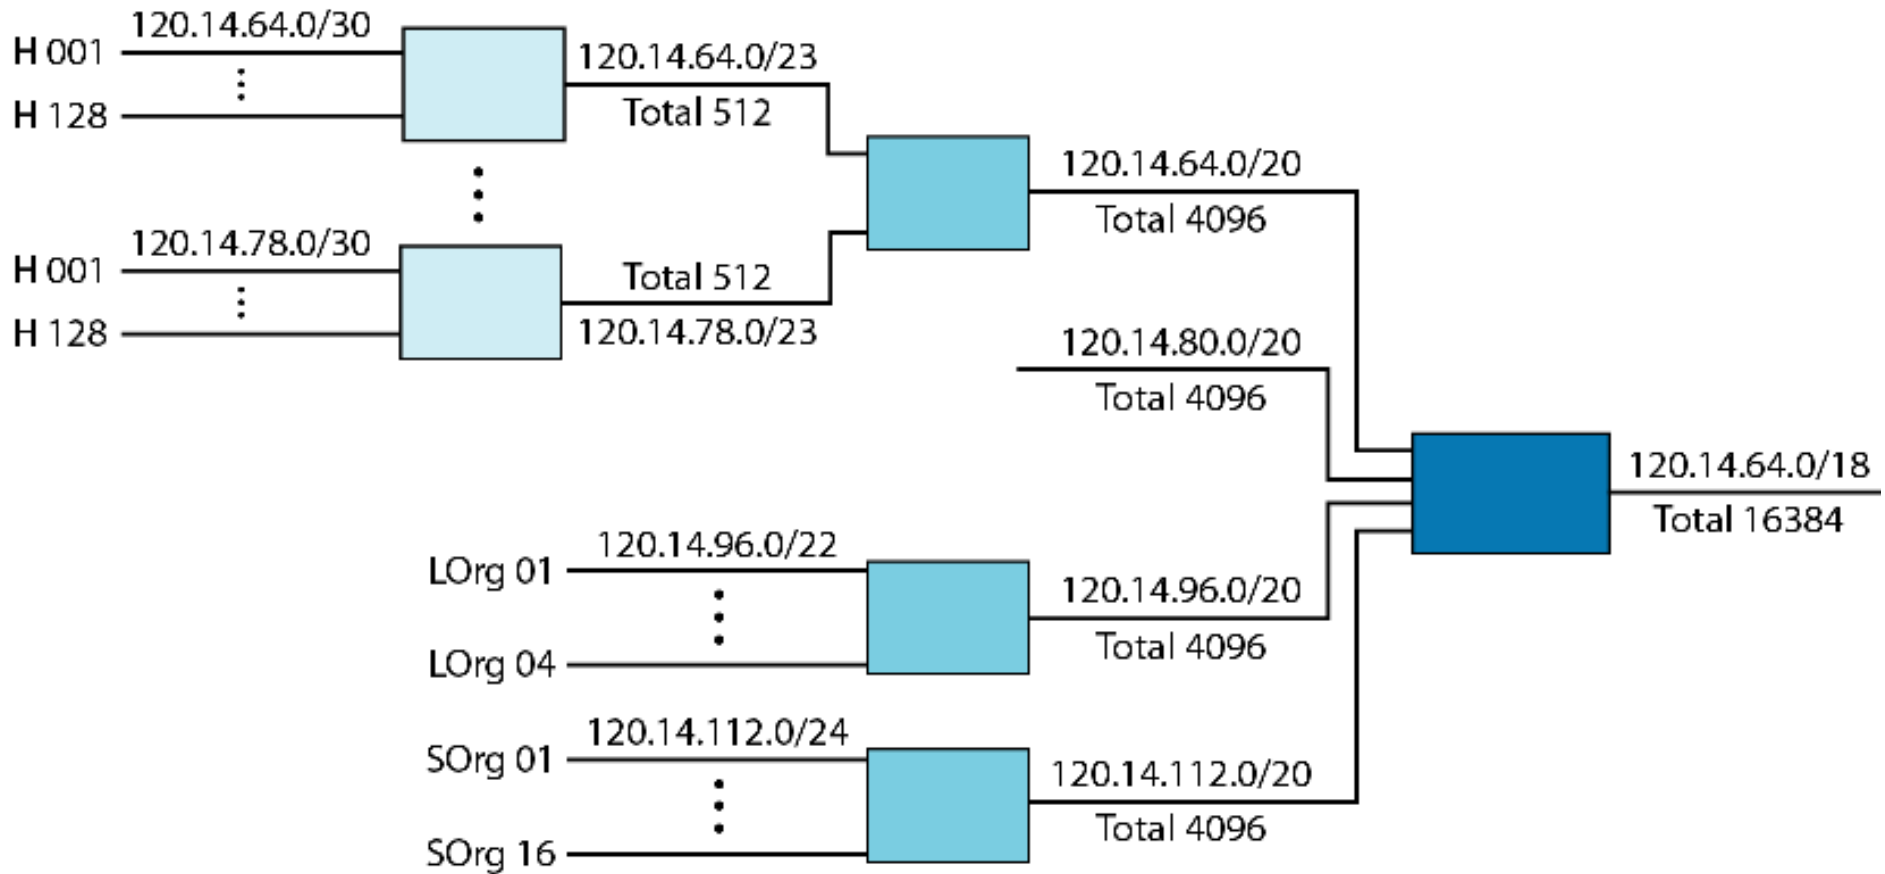 120.14.64.0/30
H 001
H 128
120.14.64.0/23
Total 512
120.14.78.0/30
H 001
H 128
Total 512
120.14.78.0/23
120.14.64.0/20
Total 4096
120.14.80.0/20
Total 4096
120.14.96.0/22
LOrg 01
LOrg 04
120.14.96.0/20
Total 4096
120.14.112.0/24
SOrg 01
SOrg 16
120.14.112.0/20
Total 4096
120.14.64.0/18
Total 16384